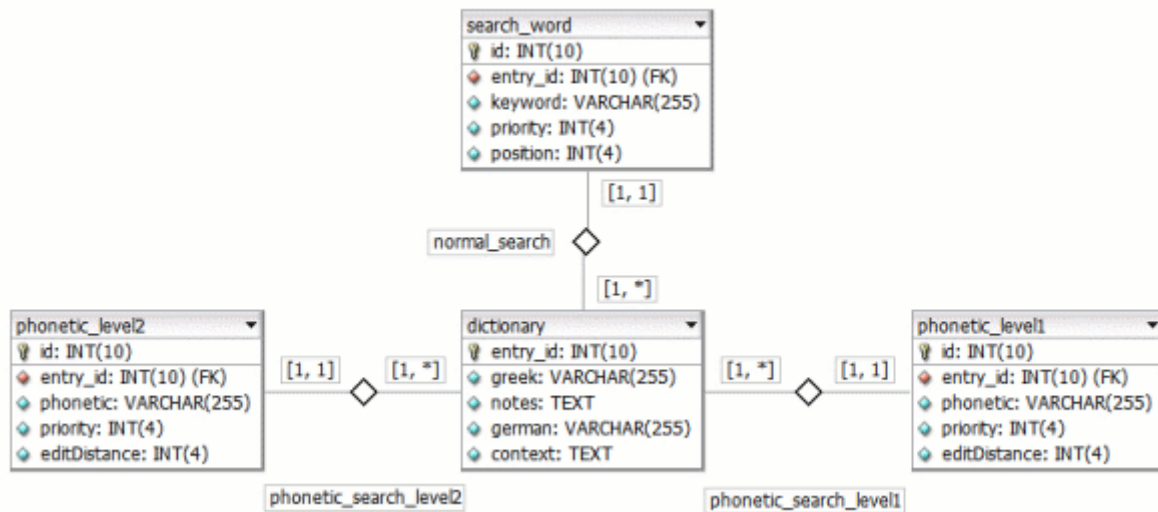 search_word
id: INT(10)
entry_id: INT(10) (FK)
keyword: VARCHAR(255)
priority: INT(4)
position: INT(4)
[1, 1]
normal_search
[1, *]
phonetic_level2
id: INT(10)
entry_id: INT(10) (FK)
phonetic: VARCHAR(255)
priority: INT(4)
editDistance: INT(4)
[1, 1]
[1, *]
phonetic_search_level2
dictionary
entry_id: INT(10)
greek: VARCHAR(255)
notes: TEXT
german: VARCHAR(255)
context: TEXT
[1, *]
[1, 1]
phonetic_search_level1
phonetic_level1
id: INT(10)
entry_id: INT(10) (FK)
phonetic: VARCHAR(255)
priority: INT(4)
editDistance: INT(4)